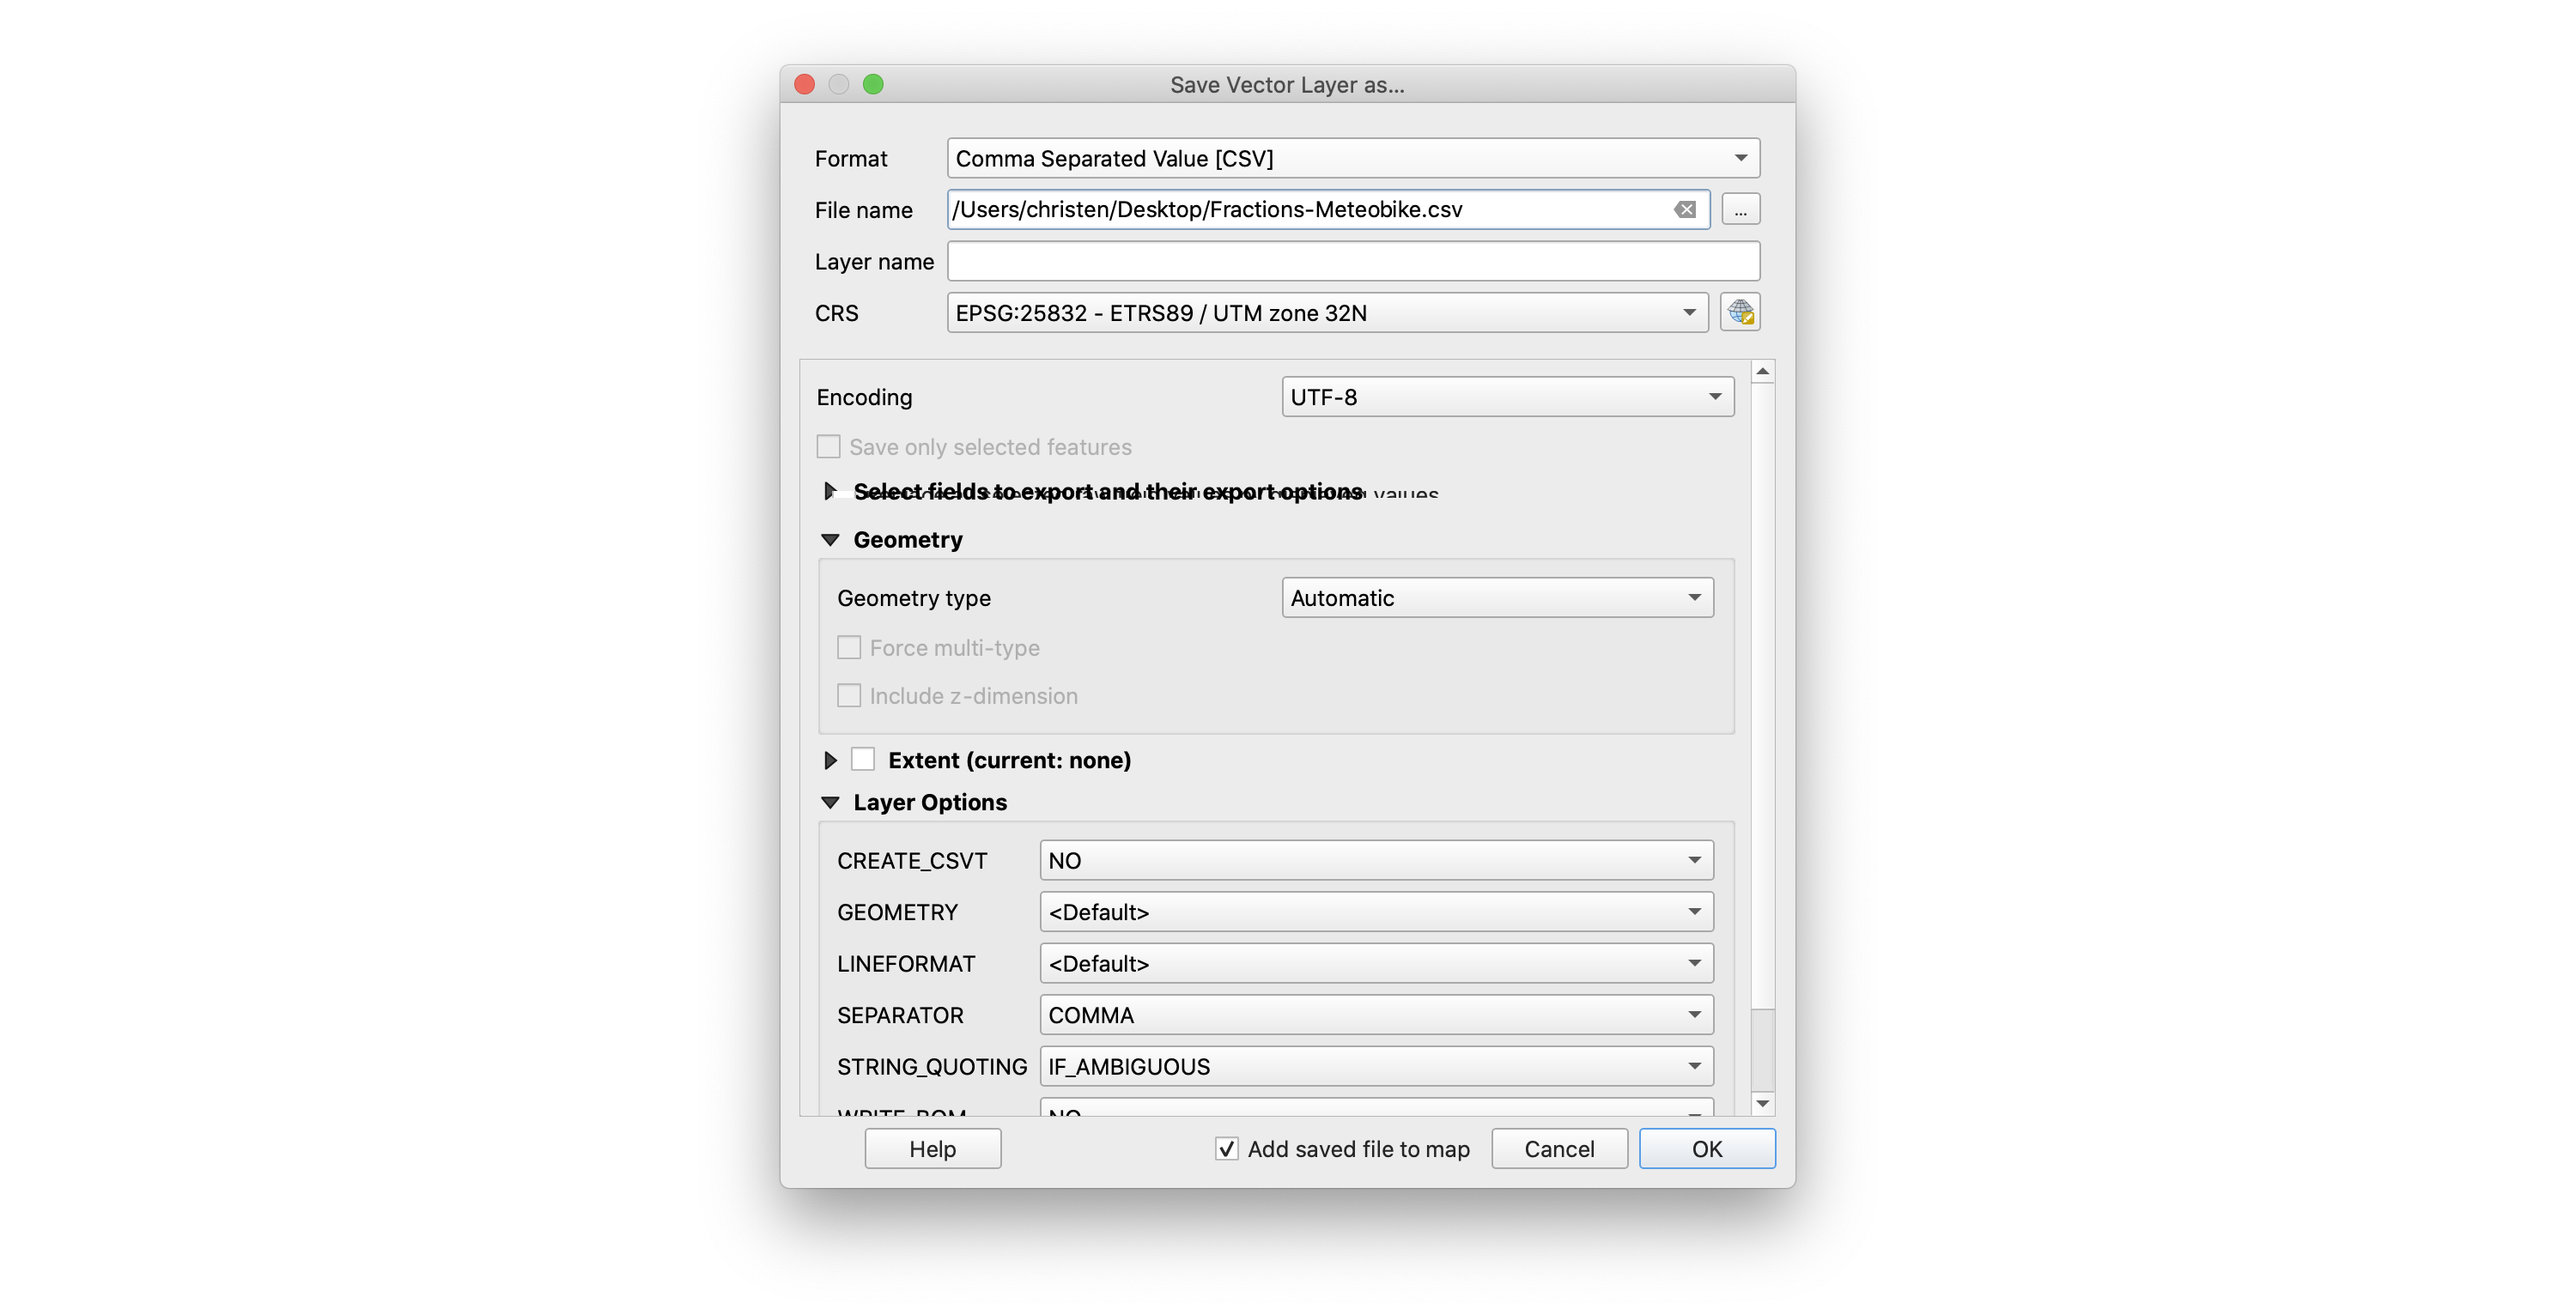 Save Vector Layer as...
Format Comma Separated Value [CSV]
File name /Users/christen/Desktop/Fractions-Meteobike.csv ...
Layer name
CRS EPSG:25832 - ETRS89 / UTM zone 32N
Encoding UTF-8
Save only selected features
Select fields to export and their export options
values
Geometry
Geometry type Automatic
Force multi-type
Include z-dimension
Extent (current: none)
Layer Options
CREATE_CSVT NO
GEOMETRY <Default>
LINEFORMAT <Default>
SEPARATOR COMMA
STRING_QUOTING IF_AMBIGUOUS
WRITE_BOM NO
Help Add saved file to map Cancel OK